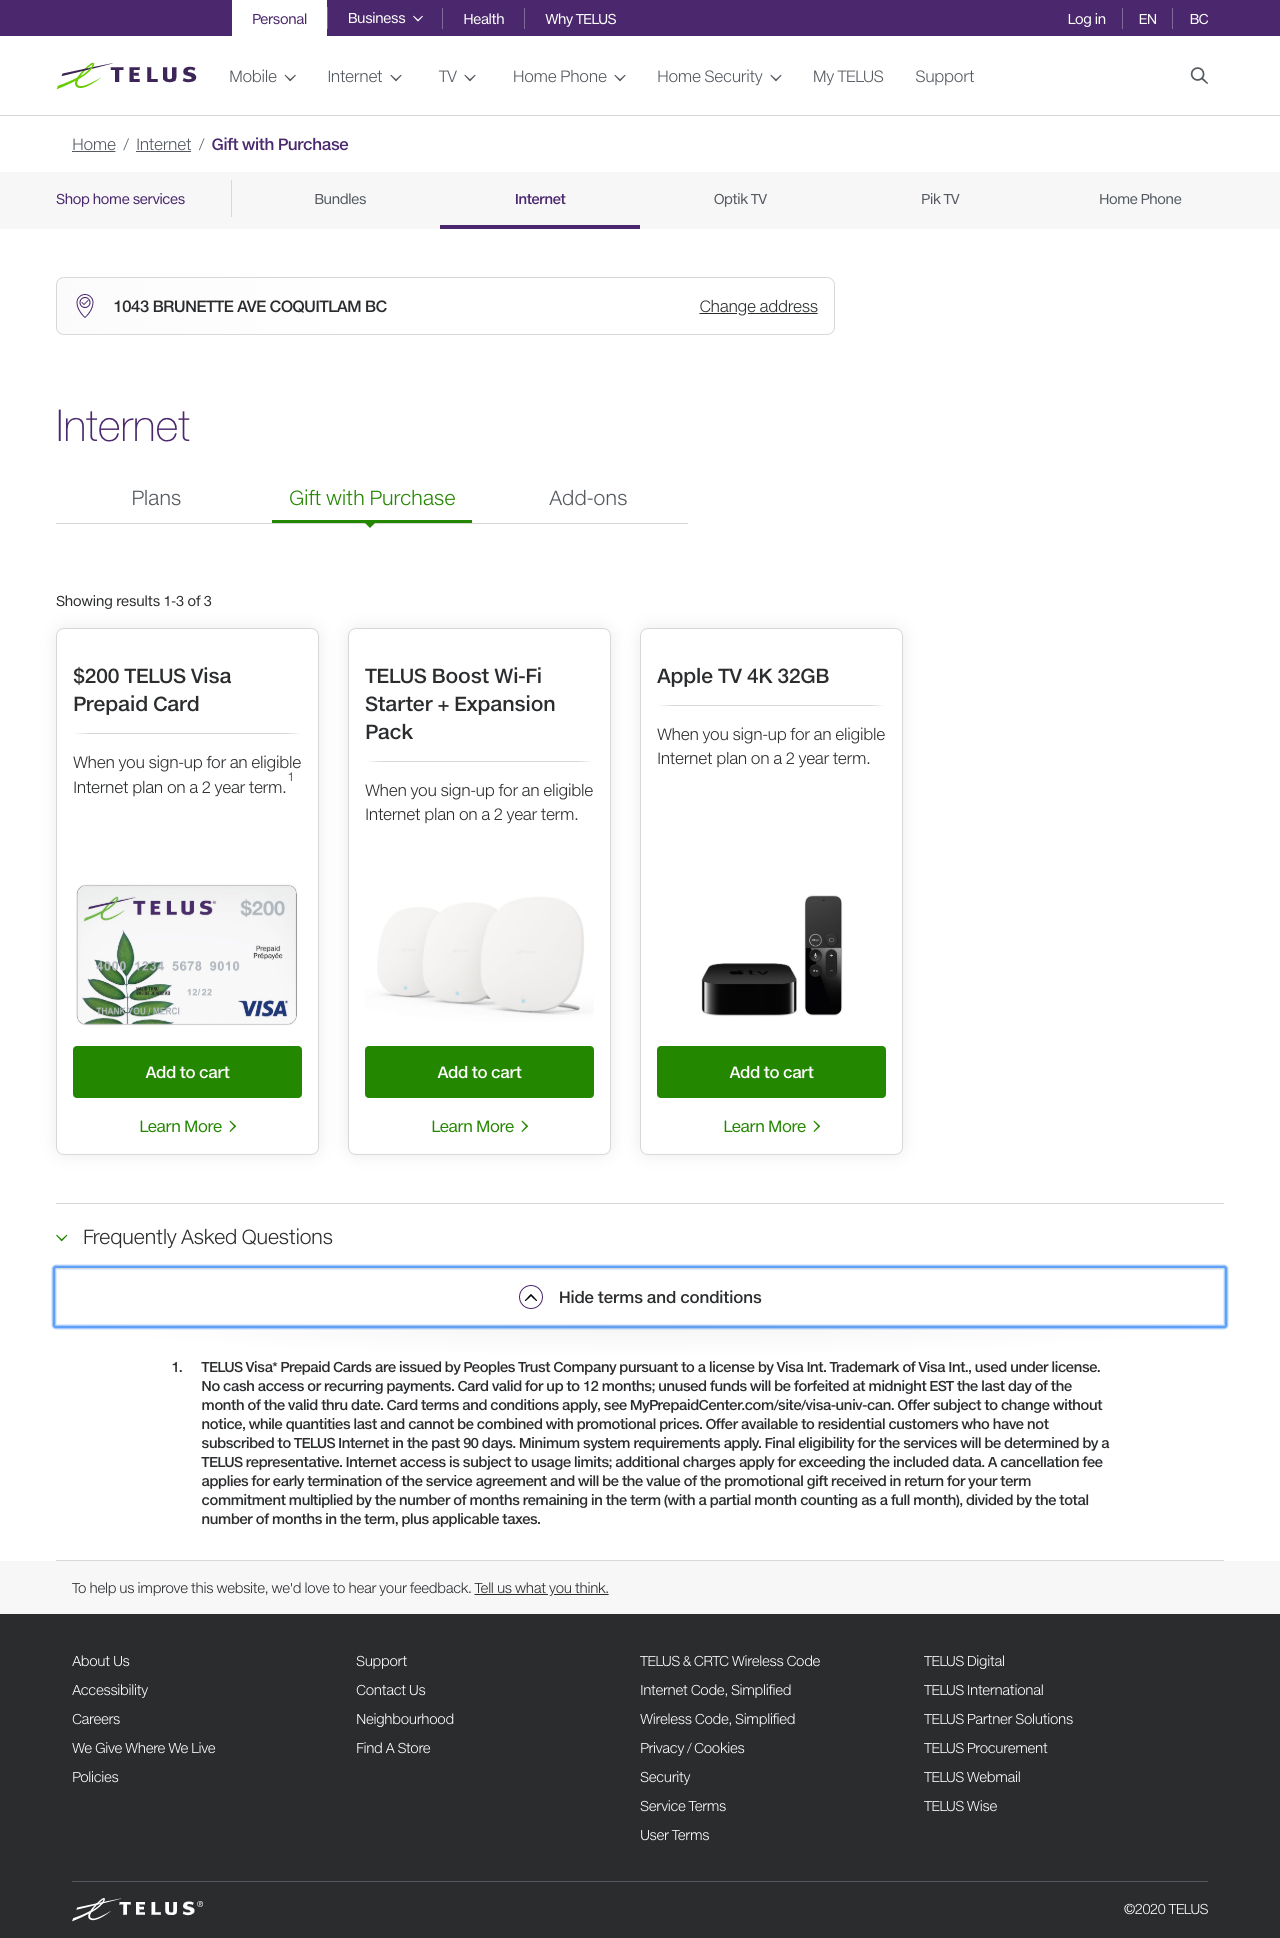 Personal
Business
Health
Why TELUS
Log in
EN
BC
TELUS
Mobile
Internet
TV
Home Phone
Home Security
My TELUS
Support
Home / Internet / Gift with Purchase
Shop home services
Bundles
Internet
Optik TV
Pik TV
Home Phone
1043 BRUNETTE AVE COQUITLAM BC
Change address
Internet
Plans
Gift with Purchase
Add-ons
Showing results 1-3 of 3
$200 TELUS Visa
Prepaid Card
When you sign-up for an eligible
Internet plan on a 2 year term.1
TELUS
$200
Prepaid
Prépayée
4000 1234 5678 9010
12/22
THANK YOU / MERCI
VISA
Add to cart
Learn More
TELUS Boost Wi-Fi
Starter + Expansion
Pack
When you sign-up for an eligible
Internet plan on a 2 year term.
Add to cart
Learn More
Apple TV 4K 32GB
When you sign-up for an eligible
Internet plan on a 2 year term.
tv
Add to cart
Learn More
Frequently Asked Questions
Hide terms and conditions
1. TELUS Visa* Prepaid Cards are issued by Peoples Trust Company pursuant to a license by Visa Int. Trademark of Visa Int., used under license.
No cash access or recurring payments. Card valid for up to 12 months; unused funds will be forfeited at midnight EST the last day of the
month of the valid thru date. Card terms and conditions apply, see MyPrepaidCenter.com/site/visa-univ-can. Offer subject to change without
notice, while quantities last and cannot be combined with promotional prices. Offer available to residential customers who have not
subscribed to TELUS Internet in the past 90 days. Minimum system requirements apply. Final eligibility for the services will be determined by a
TELUS representative. Internet access is subject to usage limits; additional charges apply for exceeding the included data. A cancellation fee
applies for early termination of the service agreement and will be the value of the promotional gift received in return for your term
commitment multiplied by the number of months remaining in the term (with a partial month counting as a full month), divided by the total
number of months in the term, plus applicable taxes.
To help us improve this website, we'd love to hear your feedback. Tell us what you think.
About Us
Accessibility
Careers
We Give Where We Live
Policies
Support
Contact Us
Neighbourhood
Find A Store
TELUS & CRTC Wireless Code
Internet Code, Simplified
Wireless Code, Simplified
Privacy / Cookies
Security
Service Terms
User Terms
TELUS Digital
TELUS International
TELUS Partner Solutions
TELUS Procurement
TELUS Webmail
TELUS Wise
TELUS®
©2020 TELUS